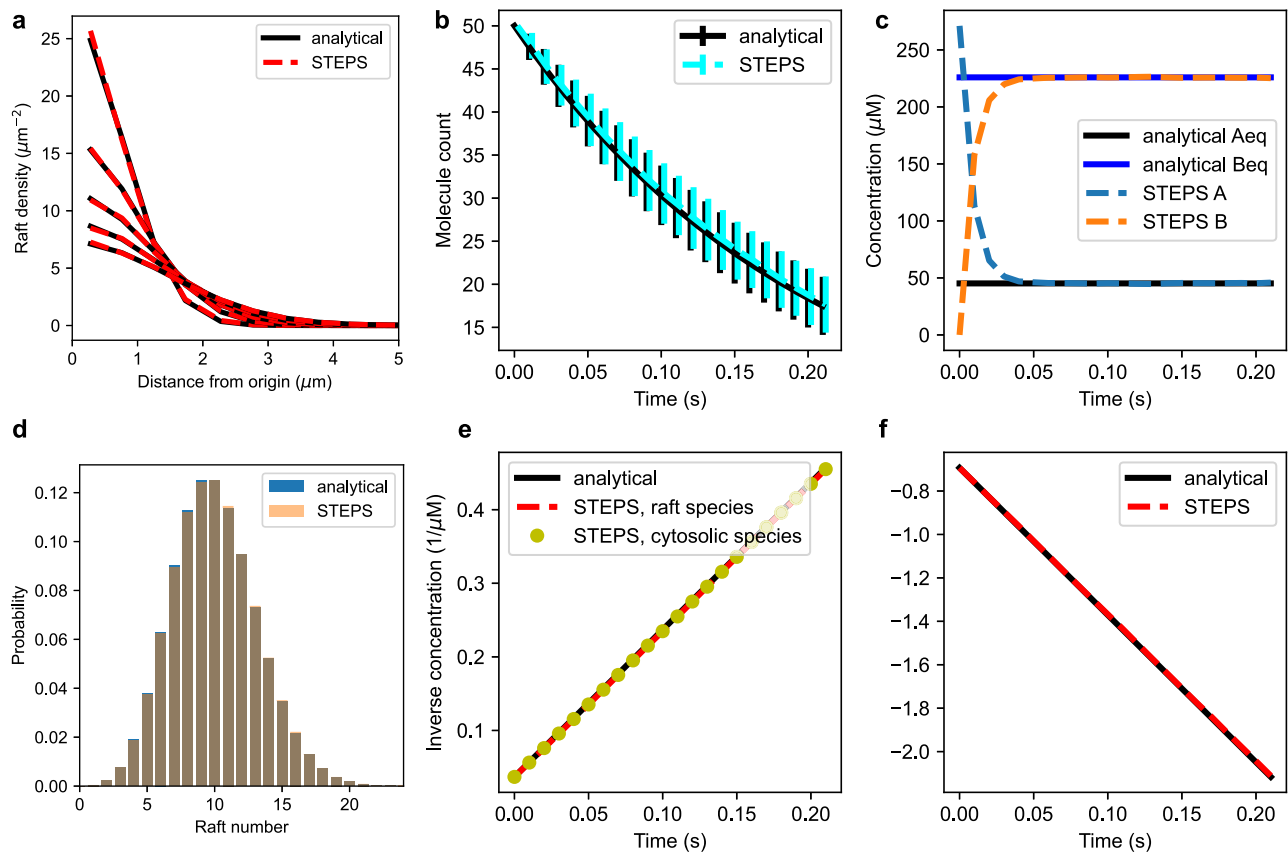 a
Raft density (μm⁻²)
25
20
15
10
5
0
analytical
STEPS
0 1 2 3 4 5
Distance from origin (μm)
b
Molecule count
50
45
40
35
30
25
20
15
analytical
STEPS
0.00 0.05 0.10 0.15 0.20
Time (s)
c
Concentration (μM)
250
200
150
100
50
0
analytical Aeq
analytical Beq
STEPS A
STEPS B
0.00 0.05 0.10 0.15 0.20
Time (s)
d
Probability
0.12
0.10
0.08
0.06
0.04
0.02
0.00
analytical
STEPS
0 5 10 15 20
Raft number
e
Inverse concentration (1/μM)
0.4
0.3
0.2
0.1
analytical
STEPS, raft species
STEPS, cytosolic species
0.00 0.05 0.10 0.15 0.20
Time (s)
f
−0.8
−1.0
−1.2
−1.4
−1.6
−1.8
−2.0
analytical
STEPS
0.00 0.05 0.10 0.15 0.20
Time (s)